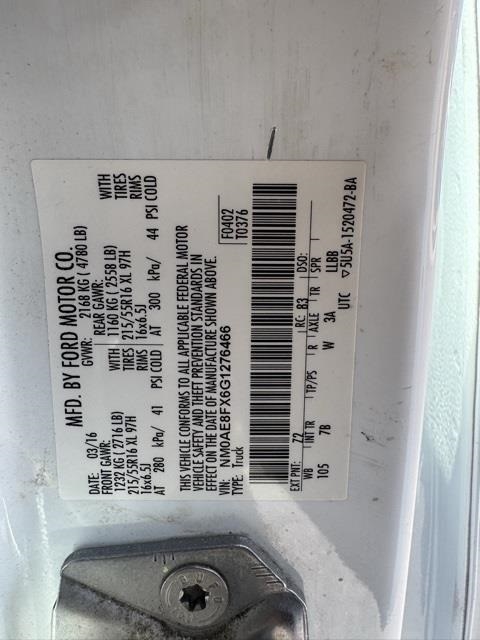 MFD. BY FORD MOTOR CO.
03/16 GVWR: 2168 KG ( 4780 LB)
FRONT GAWR: REAR GAWR:
1232 KG ( 2716 LB) 1160 KG ( 2558 LB) WITH
215/55R16 XL 97H WITH TIRES 215/55R16 XL 97H TIRES
16x6.5J RIMS 16x6.5J RIMS
AT 280 kPa/ 41 PSI COLD AT 300 kPa/ 44 PSI COLD
THIS VEHICLE CONFORMS TO ALL APPLICABLE FEDERAL MOTOR
VEHICLE SAFETY AND THEFT PREVENTION STANDARDS IN
EFFECT ON THE DATE OF MANUFACTURE SHOWN ABOVE.
VIN: NM0AE8FX6G1276466 F0402
TYPE: Truck T0376
EXT PNT: Z2 RC: B3 DSO:
WB INT TR TP/PS R AXLE TR SPR
105 7B W 3A LLBB
UTC ▽5U5A-1520472-BA